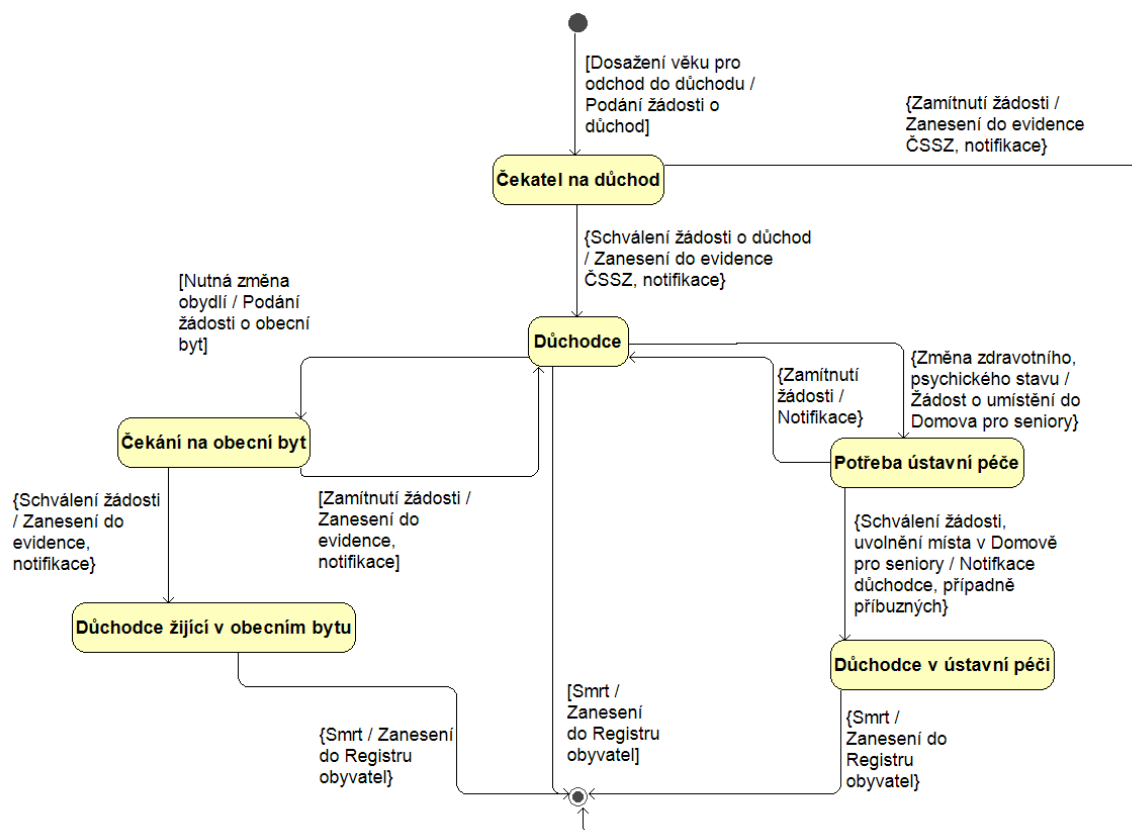 [Dosažení věku pro
odchod do důchodu /
Podání žádosti o
důchod]
{Zamítnutí žádosti /
Zanesení do evidence
ČSSZ, notifikace}
Čekatel na důchod
{Schválení žádosti o důchod
/ Zanesení do evidence
ČSSZ, notifikace}
[Nutná změna
obydlí / Podání
žádosti o obecní
byt]
Důchodce
{Zamítnutí
žádosti /
Notifikace}
{Změna zdravotního,
psychického stavu /
Žádost o umístění do
Domova pro seniory}
Čekání na obecní byt
Potřeba ústavní péče
{Schválení žádosti
/ Zanesení do
evidence,
notifikace}
[Zamítnutí žádosti /
Zanesení do
evidence,
notifikace]
{Schválení žádosti,
uvolnění místa v Domově
pro seniory / Notifkace
důchodce, případně
příbuzných}
Důchodce žijící v obecním bytu
Důchodce v ústavní péči
{Smrt / Zanesení
do Registru
obyvatel}
[Smrt /
Zanesení
do Registru
obyvatel]
{Smrt /
Zanesení do
Registru
obyvatel}